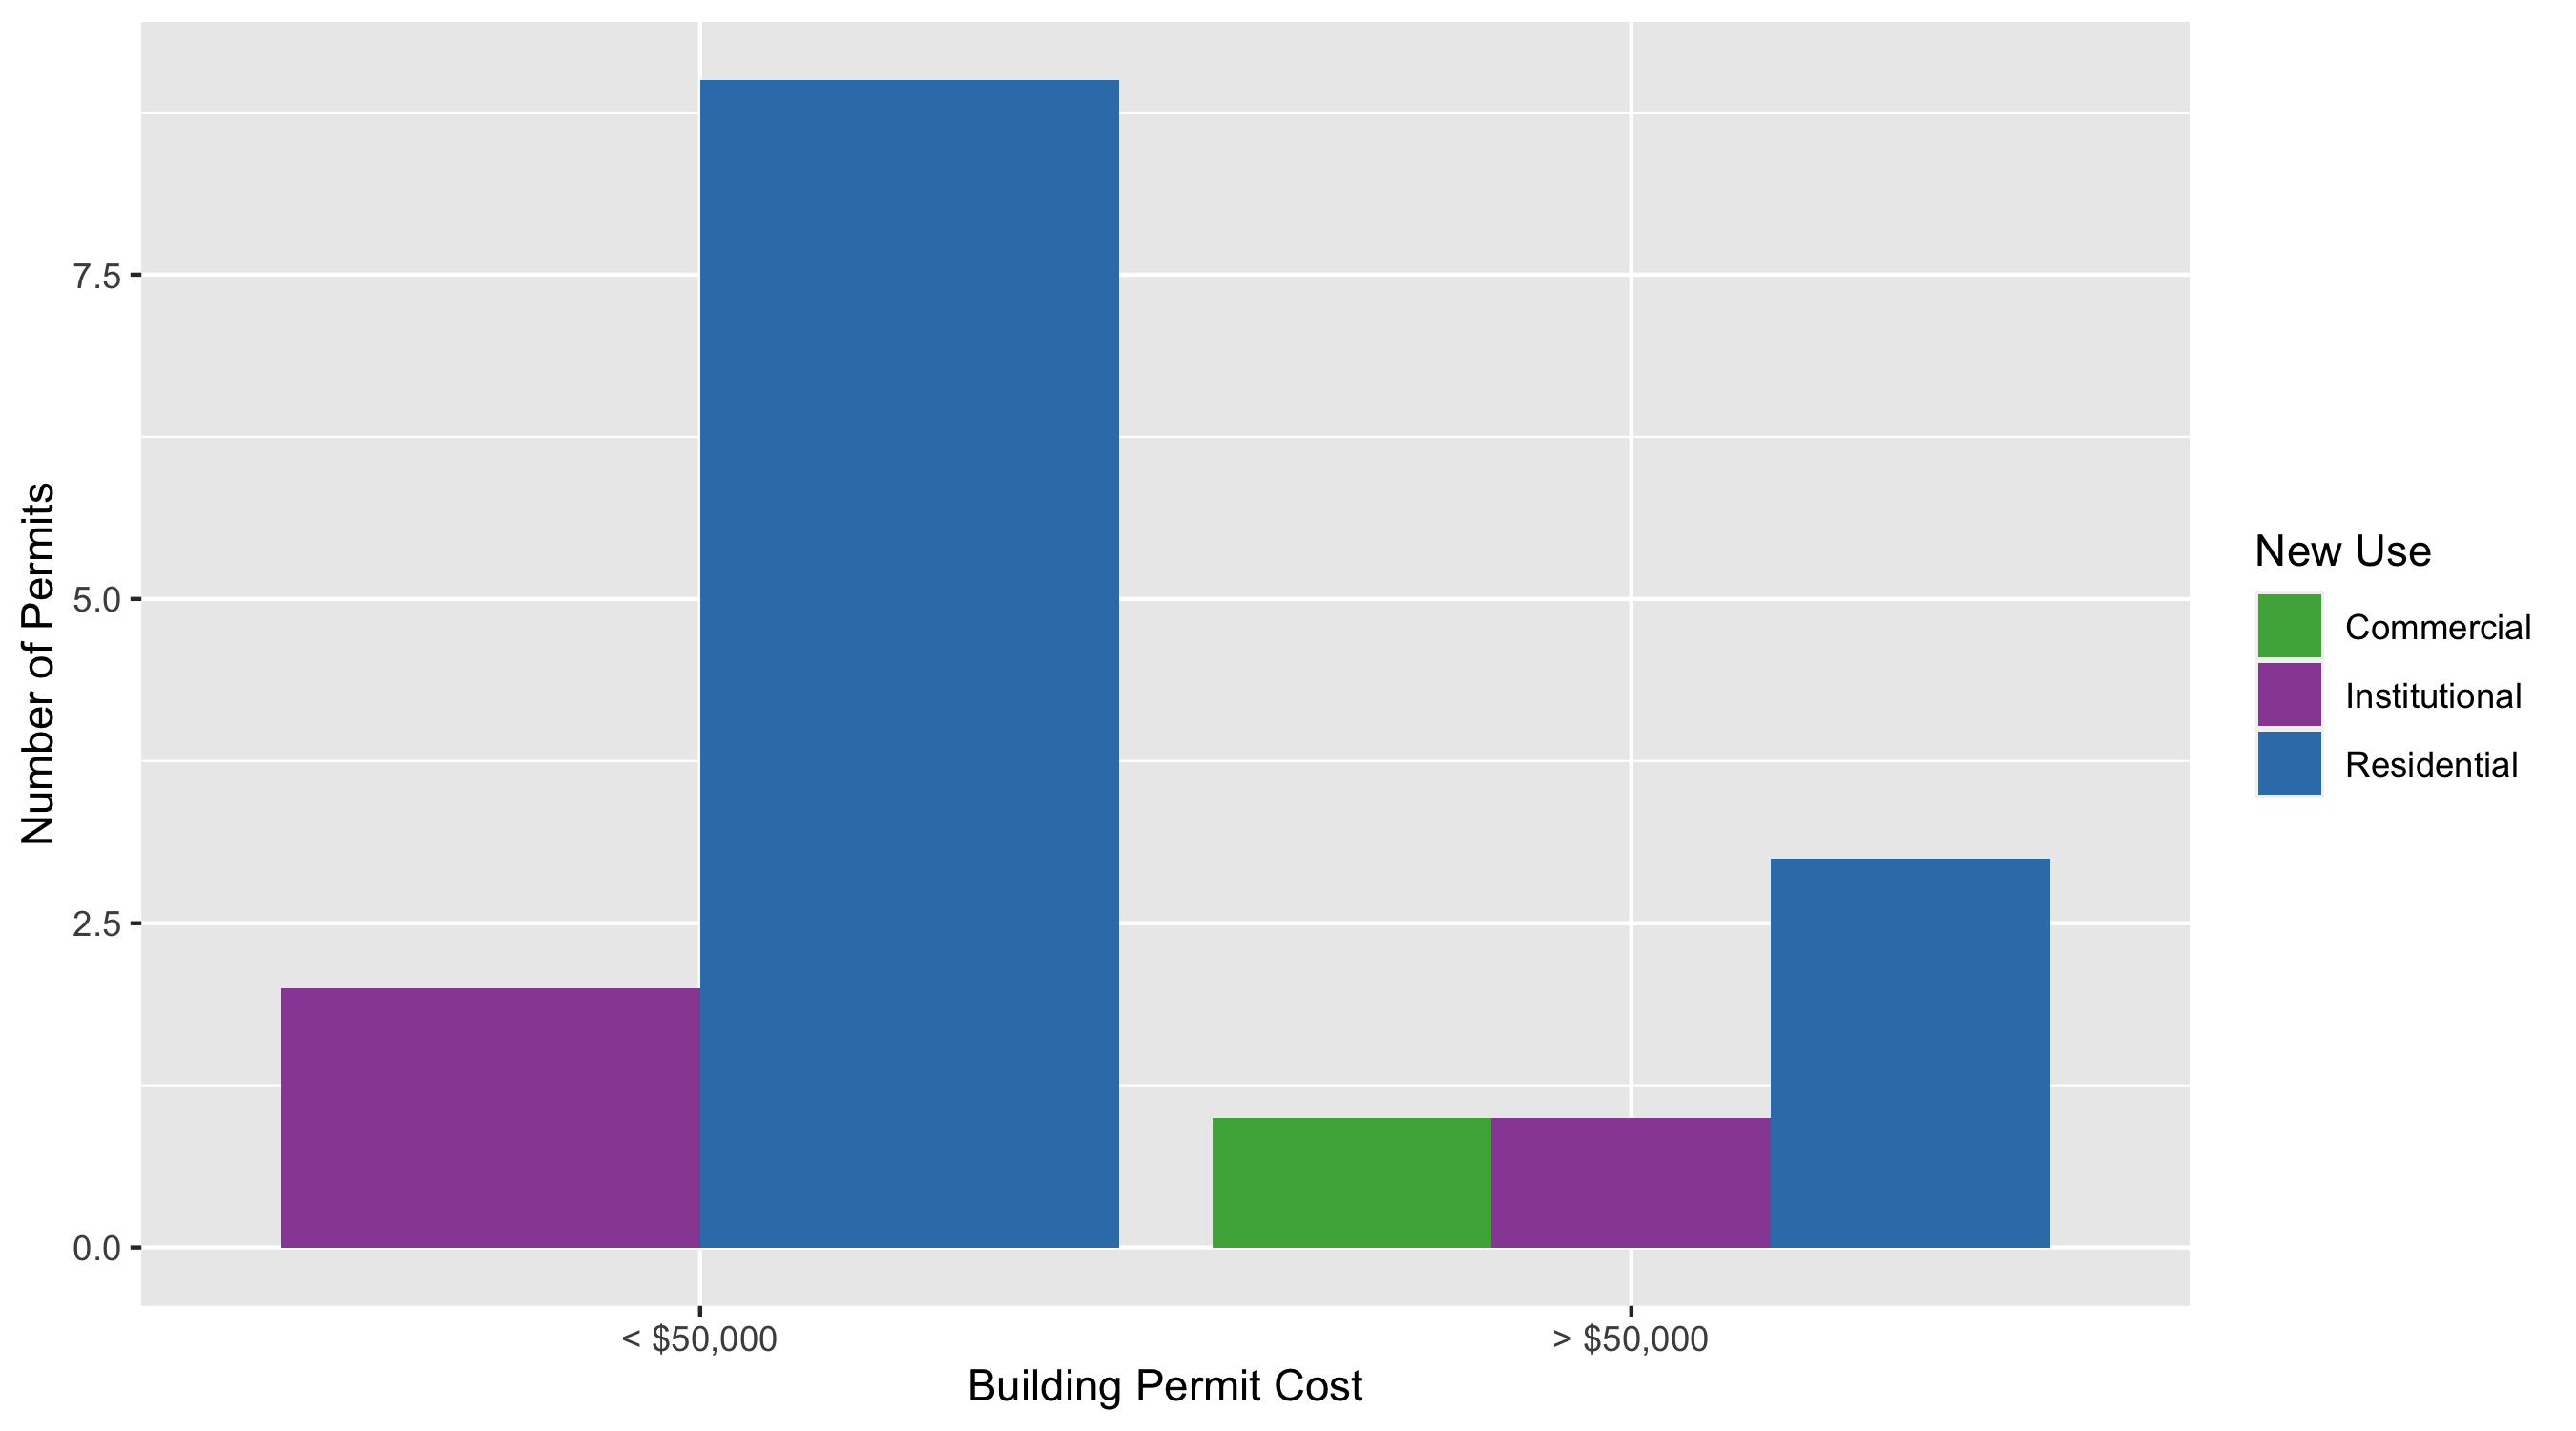 Number of Permits
7.5
5.0
2.5
0.0
< $50,000
> $50,000
Building Permit Cost
New Use
Commercial
Institutional
Residential